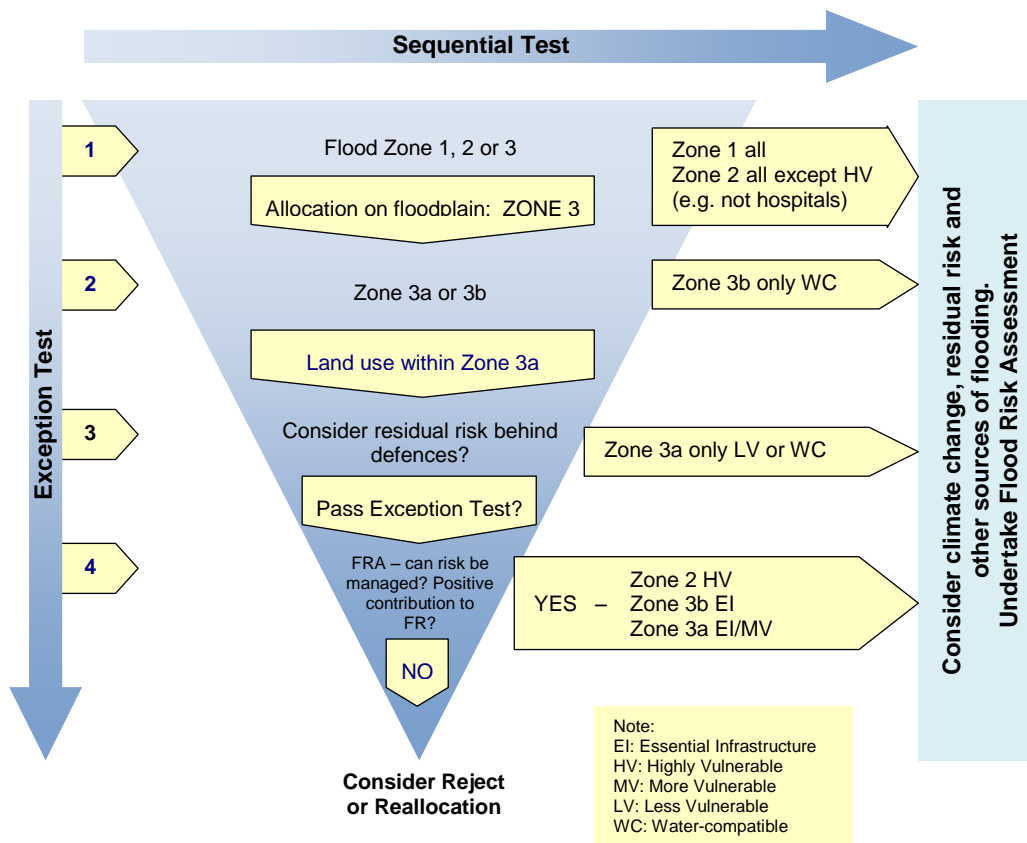 Sequential Test
Exception Test
1
Flood Zone 1, 2 or 3
Allocation on floodplain: ZONE 3
Zone 1 all
Zone 2 all except HV
(e.g. not hospitals)
2
Zone 3a or 3b
Zone 3b only WC
Land use within Zone 3a
3
Consider residual risk behind
defences?
Zone 3a only LV or WC
Pass Exception Test?
4
FRA – can risk be
managed? Positive
contribution to
FR?
YES –
Zone 2 HV
Zone 3b EI
Zone 3a EI/MV
NO
Consider Reject
or Reallocation
Consider climate change, residual risk and
other sources of flooding.
Undertake Flood Risk Assessment
Note:
EI: Essential Infrastructure
HV: Highly Vulnerable
MV: More Vulnerable
LV: Less Vulnerable
WC: Water-compatible